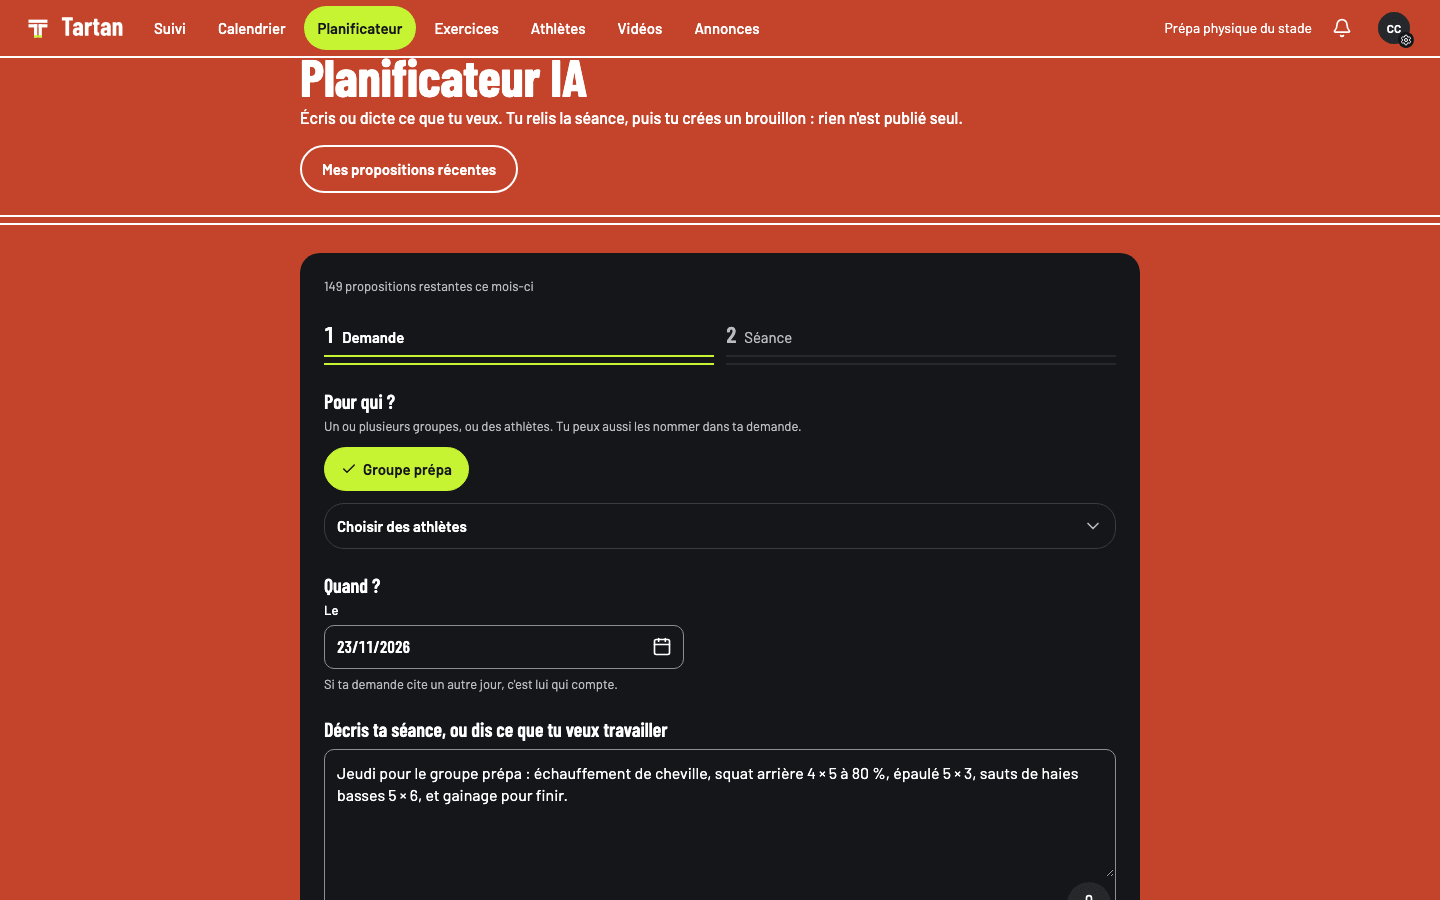 Tartan
Suivi
Calendrier
Planificateur
Exercices
Athlètes
Vidéos
Annonces
Prépa physique du stade
CC
Planificateur IA
Écris ou dicte ce que tu veux. Tu relis la séance, puis tu crées un brouillon : rien n'est publié seul.
Mes propositions récentes
149 propositions restantes ce mois-ci
1 Demande
2 Séance
Pour qui ?
Un ou plusieurs groupes, ou des athlètes. Tu peux aussi les nommer dans ta demande.
Groupe prépa
Choisir des athlètes
Quand ?
Le
23/11/2026
Si ta demande cite un autre jour, c'est lui qui compte.
Décris ta séance, ou dis ce que tu veux travailler
Jeudi pour le groupe prépa : échauffement de cheville, squat arrière 4 × 5 à 80 %, épaulé 5 × 3, sauts de haies
basses 5 × 6, et gainage pour finir.